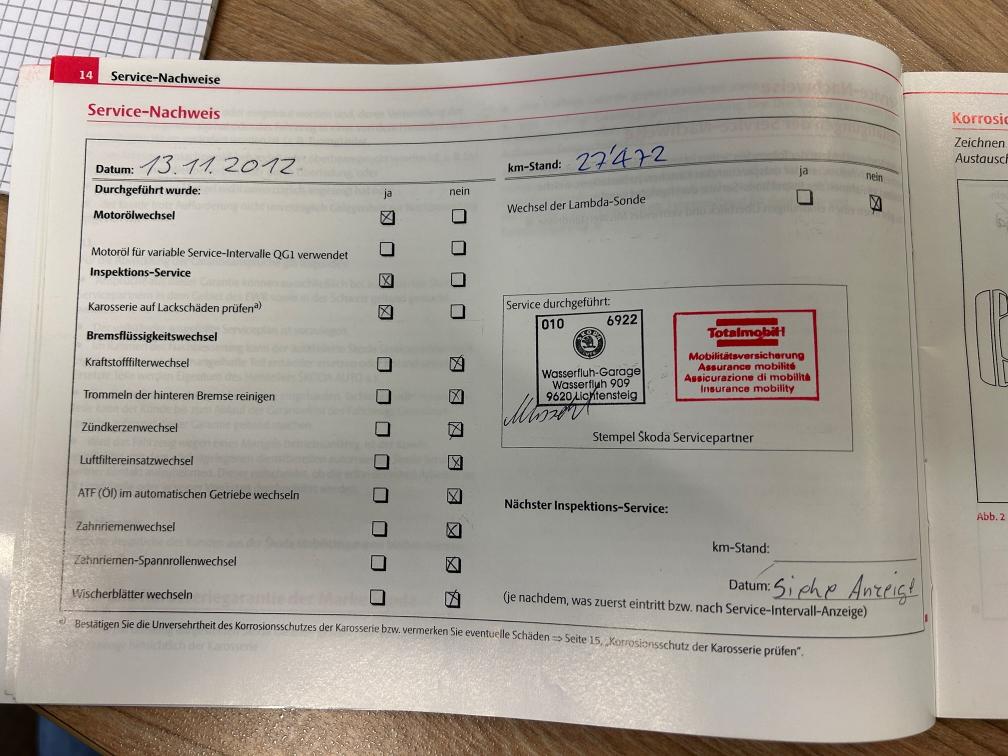 14 Service-Nachweise
Service-Nachweis
Datum: 13.11.2012
km-Stand: 27'472
Durchgeführt wurde: ja nein
Motorölwechsel ☒ ☐
Motoröl für variable Service-Intervalle QG1 verwendet ☐ ☐
Inspektions-Service ☒ ☐
Karosserie auf Lackschäden prüfen a) ☒ ☐
Bremsflüssigkeitswechsel
Kraftstofffilterwechsel ☐ ☒
Trommeln der hinteren Bremse reinigen ☐ ☒
Zündkerzenwechsel ☐ ☒
Luftfiltereinsatzwechsel ☐ ☒
ATF (Öl) im automatischen Getriebe wechseln ☐ ☒
Zahnriemenwechsel ☐ ☒
Zahnriemen-Spannrollenwechsel ☐ ☒
Wischerblätter wechseln ☐ ☒
ja nein
Wechsel der Lambda-Sonde ☐ ☒
Service durchgeführt:
010 6922
Wasserfluh-Garage
Wasserfluh 909
9620 Lichtensteig
Totalmobil!
Mobilitätsversicherung
Assurance mobilité
Assicurazione di mobilità
Insurance mobility
Stempel Škoda Servicepartner
Nächster Inspektions-Service:
km-Stand:
Datum: Siehe Anzeige
(je nachdem, was zuerst eintritt bzw. nach Service-Intervall-Anzeige)
a) Bestätigen Sie die Unversehrtheit des Korrosionsschutzes der Karosserie bzw. vermerken Sie eventuelle Schäden ⇒ Seite 15, „Korrosionsschutz der Karosserie prüfen“.
Zeichnen
Abb. 2